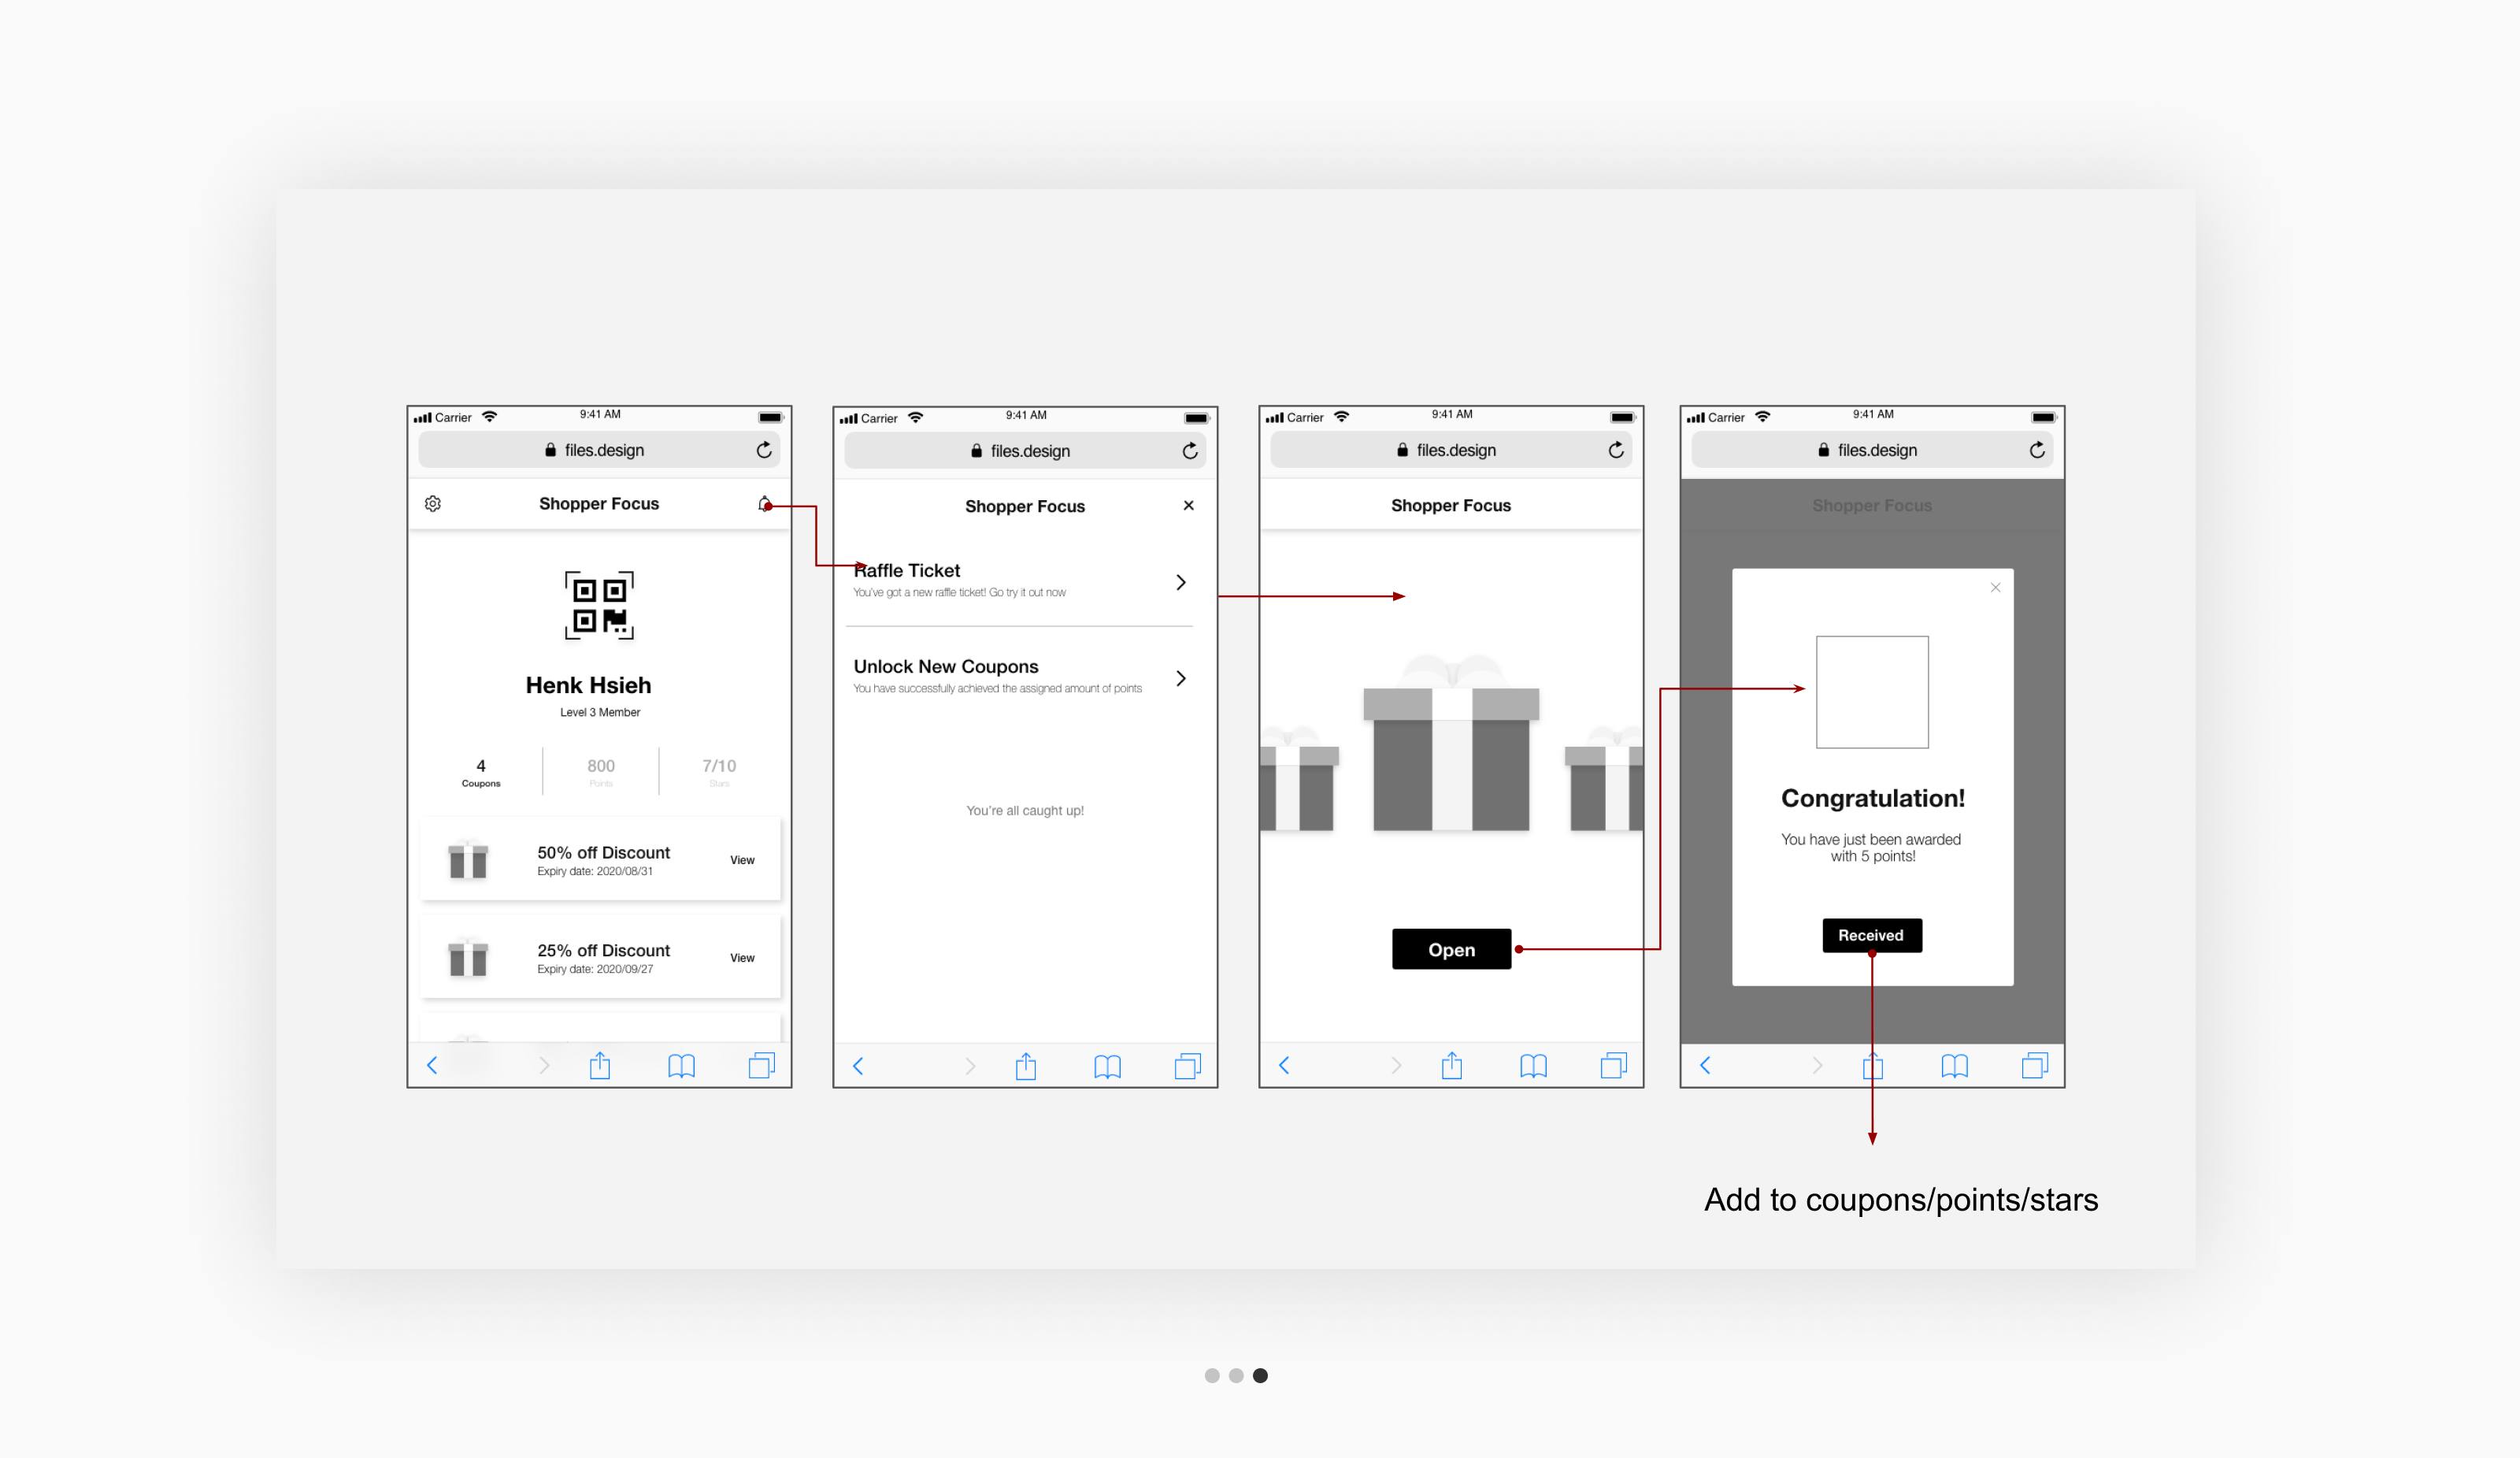 Carrier
9:41 AM
files.design
Shopper Focus
Henk Hsieh
Level 3 Member
4
Coupons
800
Points
7/10
Stars
50% off Discount
Expiry date: 2020/08/31
View
25% off Discount
Expiry date: 2020/09/27
View
Carrier
9:41 AM
files.design
Shopper Focus
Raffle Ticket
You've got a new raffle ticket! Go try it out now
Unlock New Coupons
You have successfully achieved the assigned amount of points
You're all caught up!
Carrier
9:41 AM
files.design
Shopper Focus
Open
Carrier
9:41 AM
files.design
Shopper Focus
Congratulation!
You have just been awarded
with 5 points!
Received
Add to coupons/points/stars